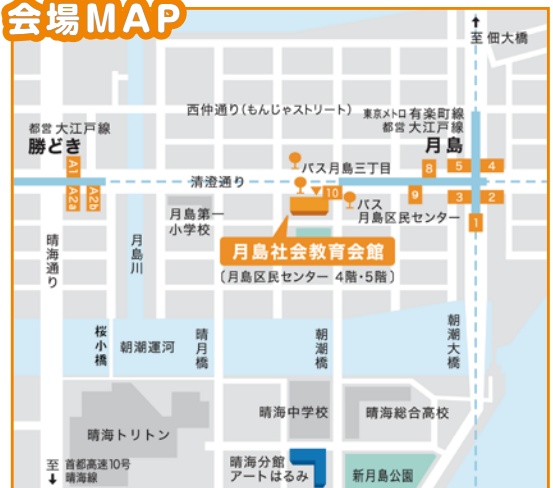 会場MAP
至 佃大橋
西仲通り(もんじゃストリート)
東京メトロ 有楽町線
都営 大江戸線
月島
都営 大江戸線
勝どき
A1
A2a
A2b
清澄通り
バス月島三丁目
8
5
4
10
9
3
2
1
バス
月島区民センター
月島第一
小学校
月島社会教育会館
〔月島区民センター 4階・5階〕
晴海通り
月島川
桜小橋
朝潮運河
晴月橋
朝潮橋
朝潮大橋
晴海中学校
晴海総合高校
晴海トリトン
至 首都高速10号
晴海線
晴海分館
アートはるみ
新月島公園